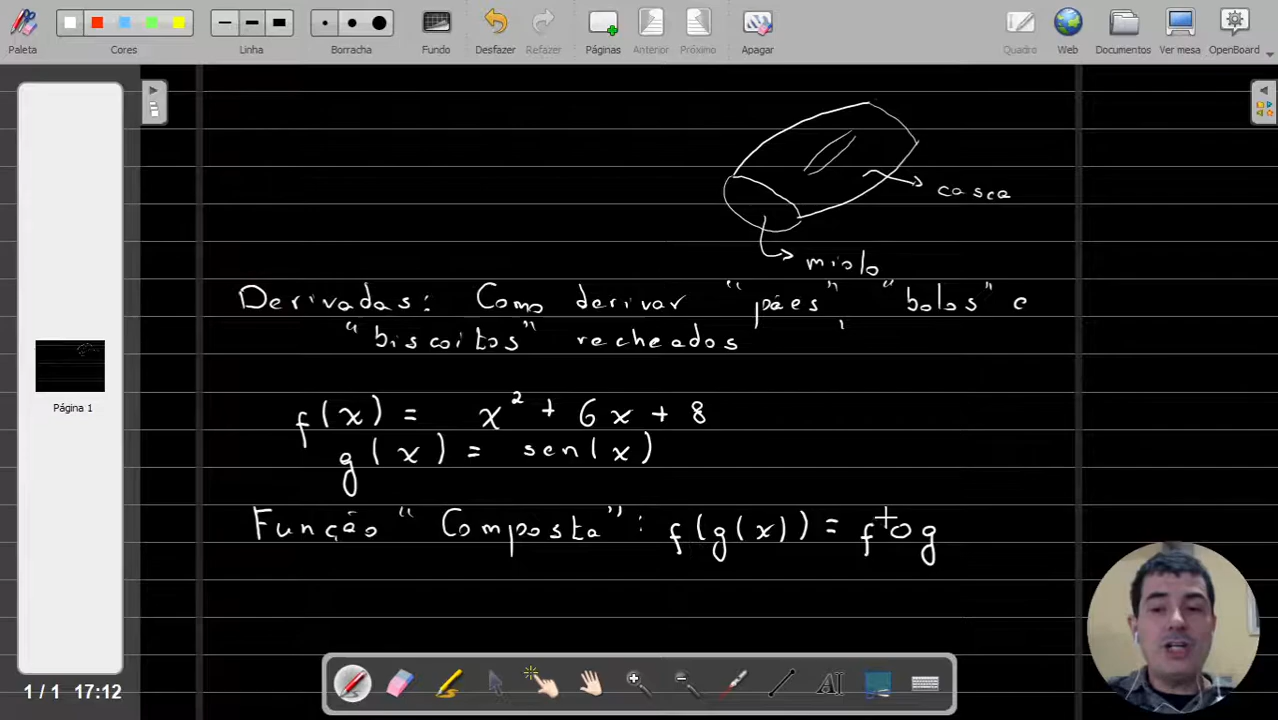 Paleta Cores Linha Borracha Fundo Desfazer Refazer Páginas Anterior Próximo Apagar Quadro Web Documentos Ver mesa OpenBoard
casca
miolo
Derivadas: Como derivar "pães", "bolos" e
"biscoitos" recheados
f(x) = x² + 6x + 8
g(x) = sen(x)
Função "Composta": f(g(x)) = f o g
Página 1
1 / 1 17:12